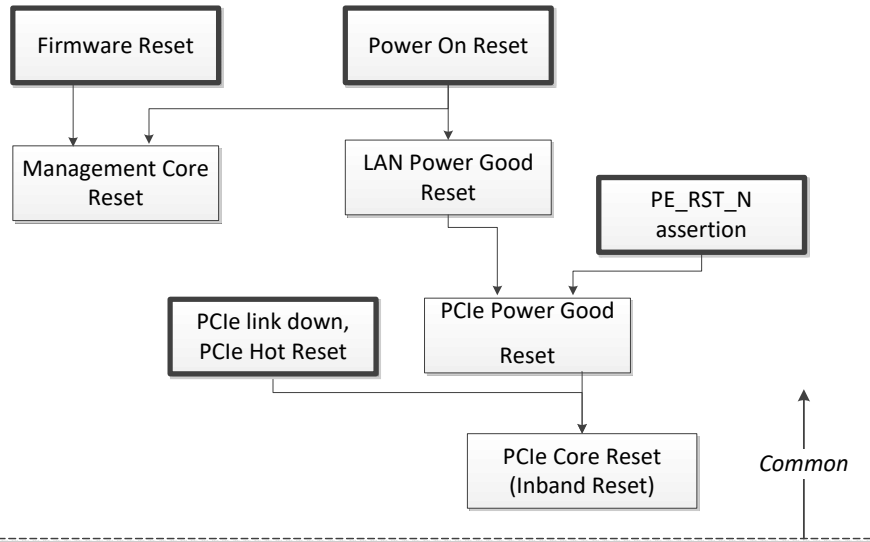 Firmware Reset
Power On Reset
Management Core
Reset
LAN Power Good
Reset
PE_RST_N
assertion
PCIe link down,
PCIe Hot Reset
PCIe Power Good
Reset
PCIe Core Reset
(Inband Reset)
Common